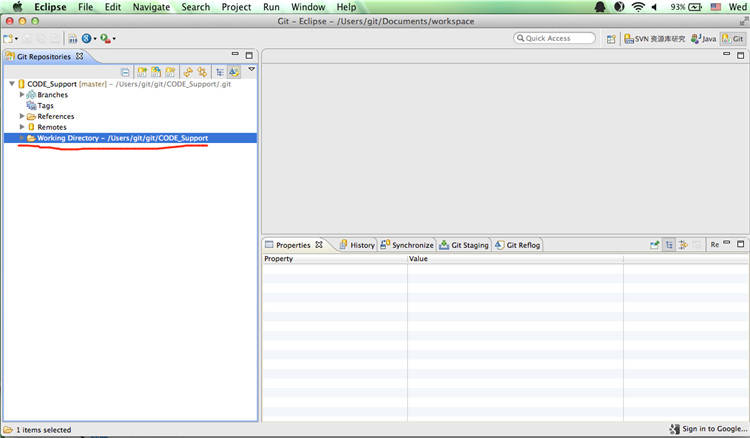 Eclipse File Edit Navigate Search Project Run Window Help 93% Wed
Git – Eclipse – /Users/git/Documents/workspace
Quick Access SVN 资源库研究 Java Git
Git Repositories
CODE_Support [master] – /Users/git/git/CODE_Support/.git
Branches
Tags
References
Remotes
Working Directory – /Users/git/git/CODE_Support
Properties History Synchronize Git Staging Git Reflog Re
Property Value
1 items selected Sign in to Google...